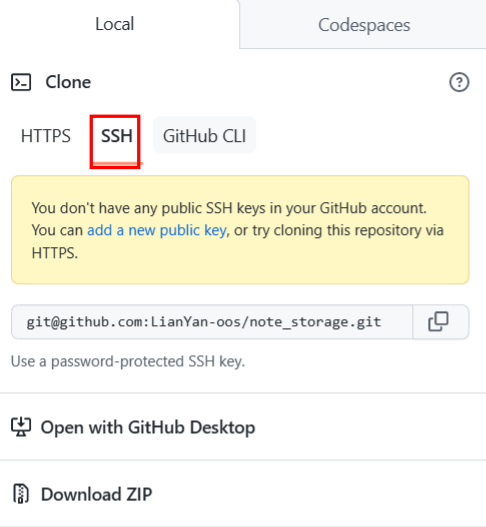 Local
Codespaces
Clone
HTTPS
SSH
GitHub CLI
You don't have any public SSH keys in your GitHub account.
You can add a new public key, or try cloning this repository via
HTTPS.
git@github.com:LianYan-oos/note_storage.git
Use a password-protected SSH key.
Open with GitHub Desktop
Download ZIP